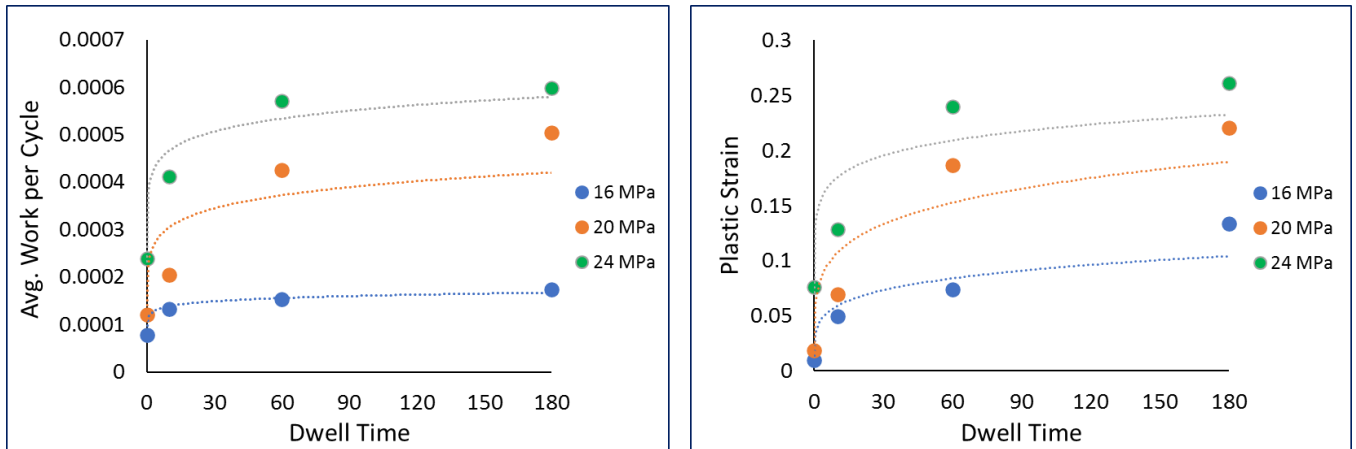 0.0007
0.0006
0.0005
0.0004
0.0003
0.0002
0.0001
0
Avg. Work per Cycle
0 30 60 90 120 150 180
Dwell Time
16 MPa
20 MPa
24 MPa
0.3
0.25
0.2
0.15
0.1
0.05
0
Plastic Strain
0 30 60 90 120 150 180
Dwell Time
16 MPa
20 MPa
24 MPa